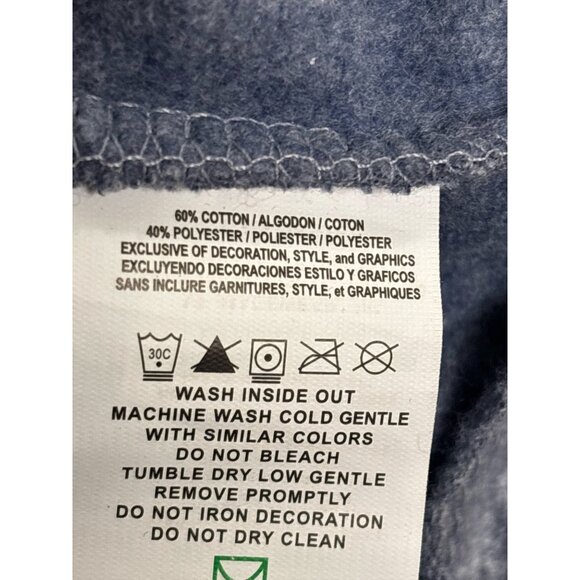 60% COTTON / ALGODON / COTON
40% POLYESTER / POLIESTER / POLYESTER
EXCLUSIVE OF DECORATION, STYLE, and GRAPHICS
EXCLUYENDO DECORACIONES ESTILO Y GRAFICOS
SANS INCLURE GARNITURES, STYLE, et GRAPHIQUES
30C
WASH INSIDE OUT
MACHINE WASH COLD GENTLE
WITH SIMILAR COLORS
DO NOT BLEACH
TUMBLE DRY LOW GENTLE
REMOVE PROMPTLY
DO NOT IRON DECORATION
DO NOT DRY CLEAN